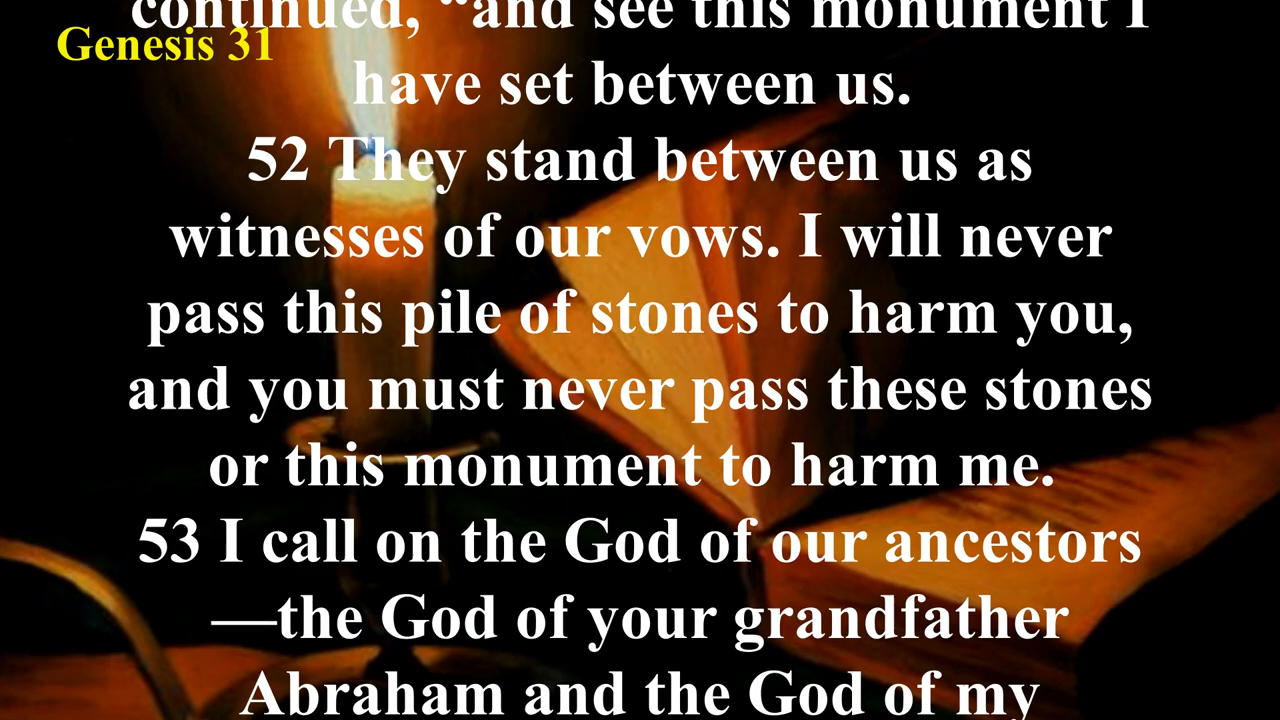 continued, “and see this monument I
Genesis 31
have set between us.
52 They stand between us as
witnesses of our vows. I will never
pass this pile of stones to harm you,
and you must never pass these stones
or this monument to harm me.
53 I call on the God of our ancestors
—the God of your grandfather
Abraham and the God of my